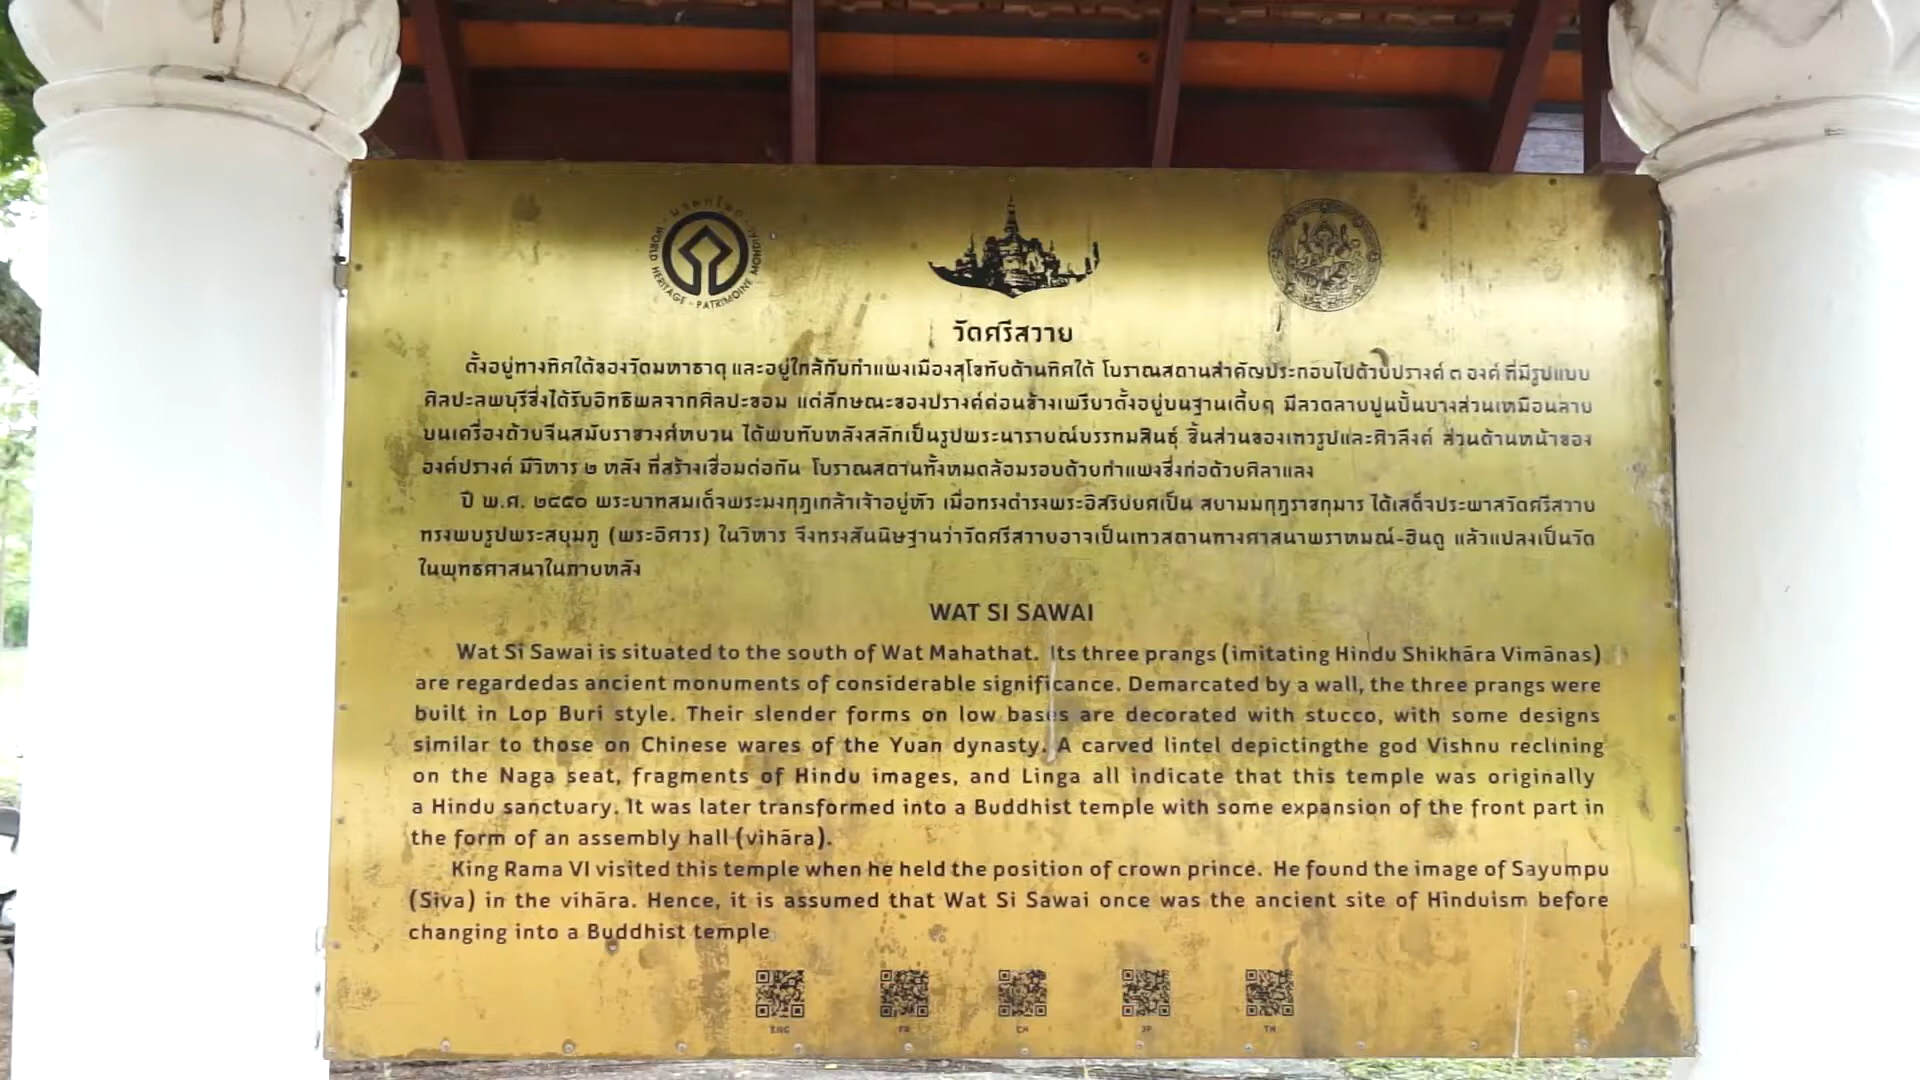 มรดกโลก
WORLD HERITAGE - PATRIMOINE MONDIAL
วัดศรีสวาย
ตั้งอยู่ทางทิศใต้ของวัดมหาธาตุ และอยู่ใกล้กับกำแพงเมืองสุโขทัยด้านทิศใต้ โบราณสถานสำคัญประกอบไปด้วยปรางค์ ๓ องค์ ที่มีรูปแบบ
ศิลปะลพบุรีซึ่งได้รับอิทธิพลจากศิลปะขอม แต่ลักษณะของปรางค์ค่อนข้างเพรียวตั้งอยู่บนฐานเตี้ยๆ มีลวดลายปูนปั้นบางส่วนเหมือนลาย
บนเครื่องถ้วยจีนสมัยราชวงศ์หยวน ได้พบทับหลังสลักเป็นรูปพระนารายณ์บรรทมสินธุ์ ชิ้นส่วนของเทวรูปและศิวลึงค์ ส่วนด้านหน้าของ
องค์ปรางค์ มีวิหาร ๒ หลัง ที่สร้างเชื่อมต่อกัน โบราณสถานทั้งหมดล้อมรอบด้วยกำแพงซึ่งก่อด้วยศิลาแลง
ปี พ.ศ. ๒๔๕๐ พระบาทสมเด็จพระมงกุฎเกล้าเจ้าอยู่หัว เมื่อทรงดำรงพระอิสริยยศเป็น สยามมกุฎราชกุมาร ได้เสด็จประพาสวัดศรีสวาย
ทรงพบรูปพระสยุมภู (พระอิศวร) ในวิหาร จึงทรงสันนิษฐานว่าวัดศรีสวายอาจเป็นเทวสถานทางศาสนาพราหมณ์-ฮินดู แล้วแปลงเป็นวัด
ในพุทธศาสนาในภายหลัง
WAT SI SAWAI
Wat Si Sawai is situated to the south of Wat Mahathat. Its three prangs (imitating Hindu Shikhāra Vimānas)
are regardedas ancient monuments of considerable significance. Demarcated by a wall, the three prangs were
built in Lop Buri style. Their slender forms on low bases are decorated with stucco, with some designs
similar to those on Chinese wares of the Yuan dynasty. A carved lintel depictingthe god Vishnu reclining
on the Naga seat, fragments of Hindu images, and Linga all indicate that this temple was originally
a Hindu sanctuary. It was later transformed into a Buddhist temple with some expansion of the front part in
the form of an assembly hall (vihāra).
King Rama VI visited this temple when he held the position of crown prince. He found the image of Sayumpu
(Siva) in the vihāra. Hence, it is assumed that Wat Si Sawai once was the ancient site of Hinduism before
changing into a Buddhist temple
ENG FR CH JP TH